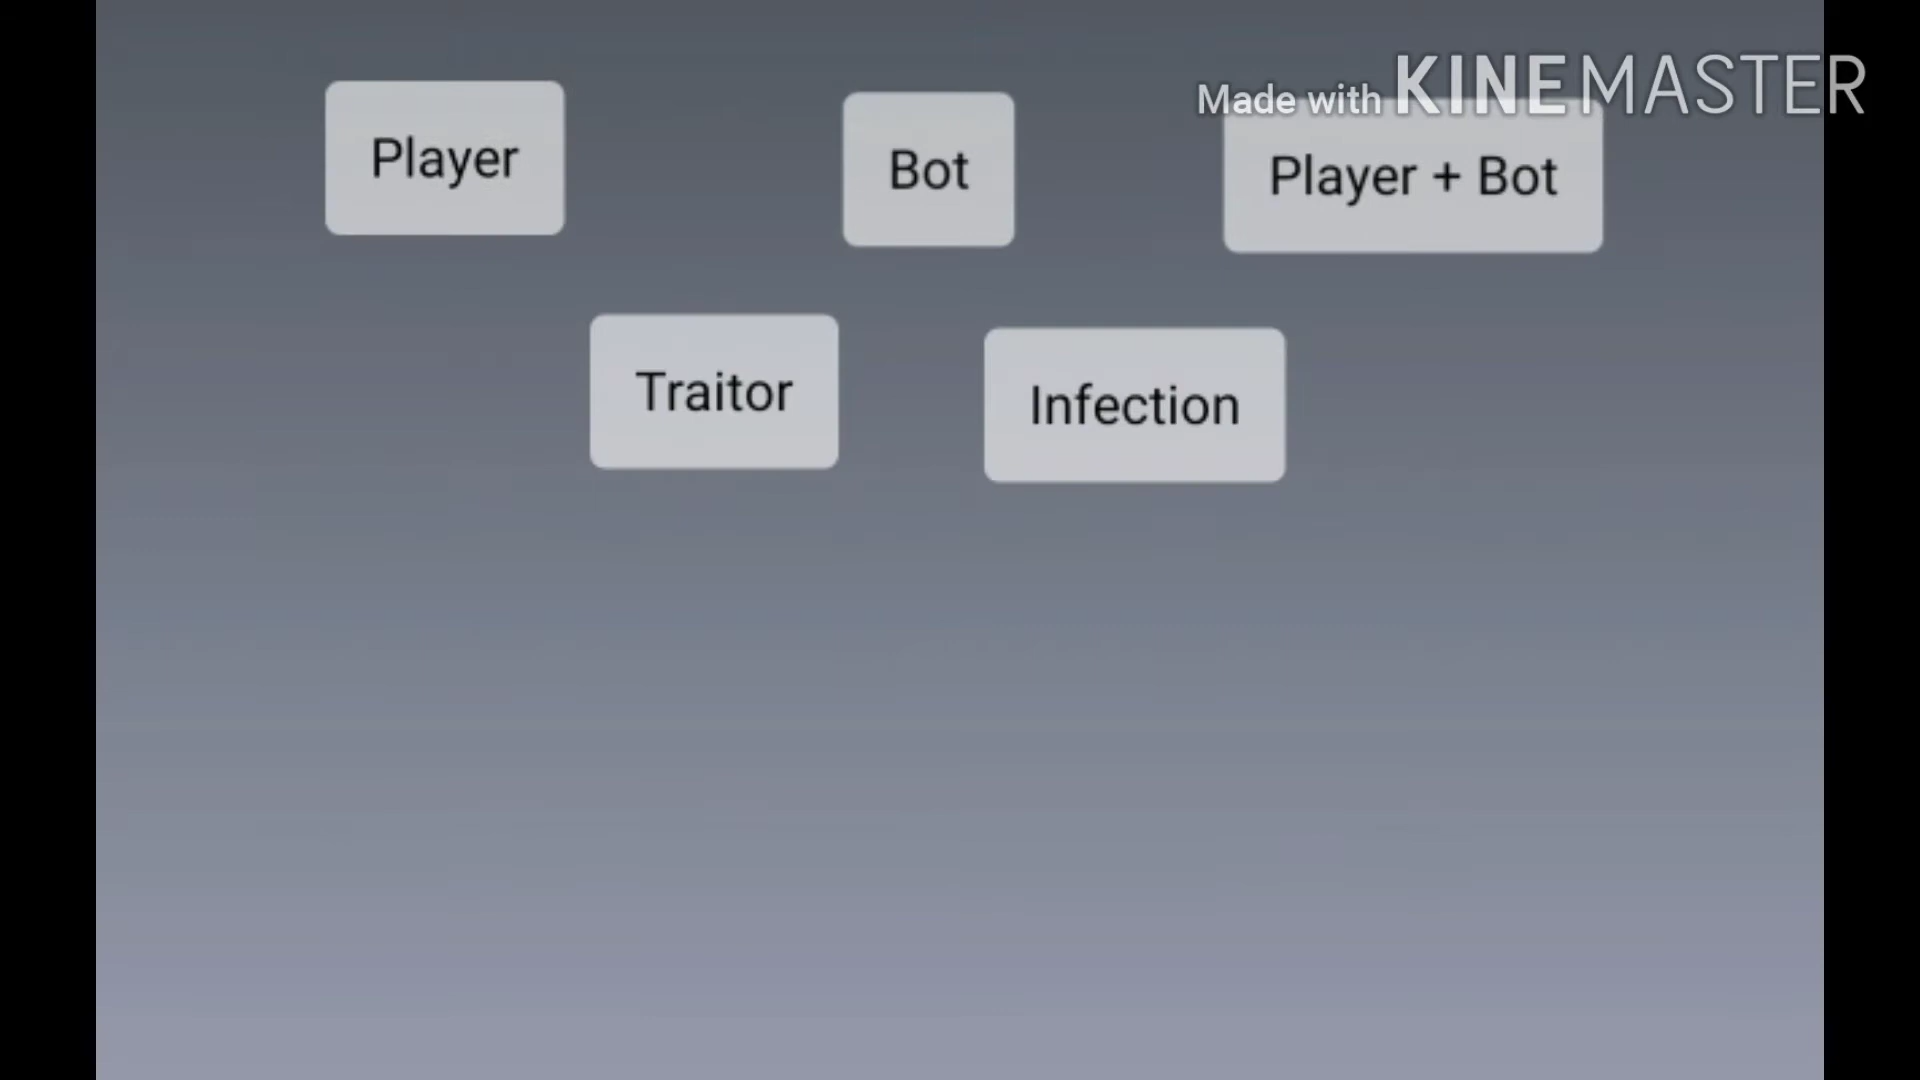 Made with KINEMASTER
Player
Bot
Player + Bot
Traitor
Infection